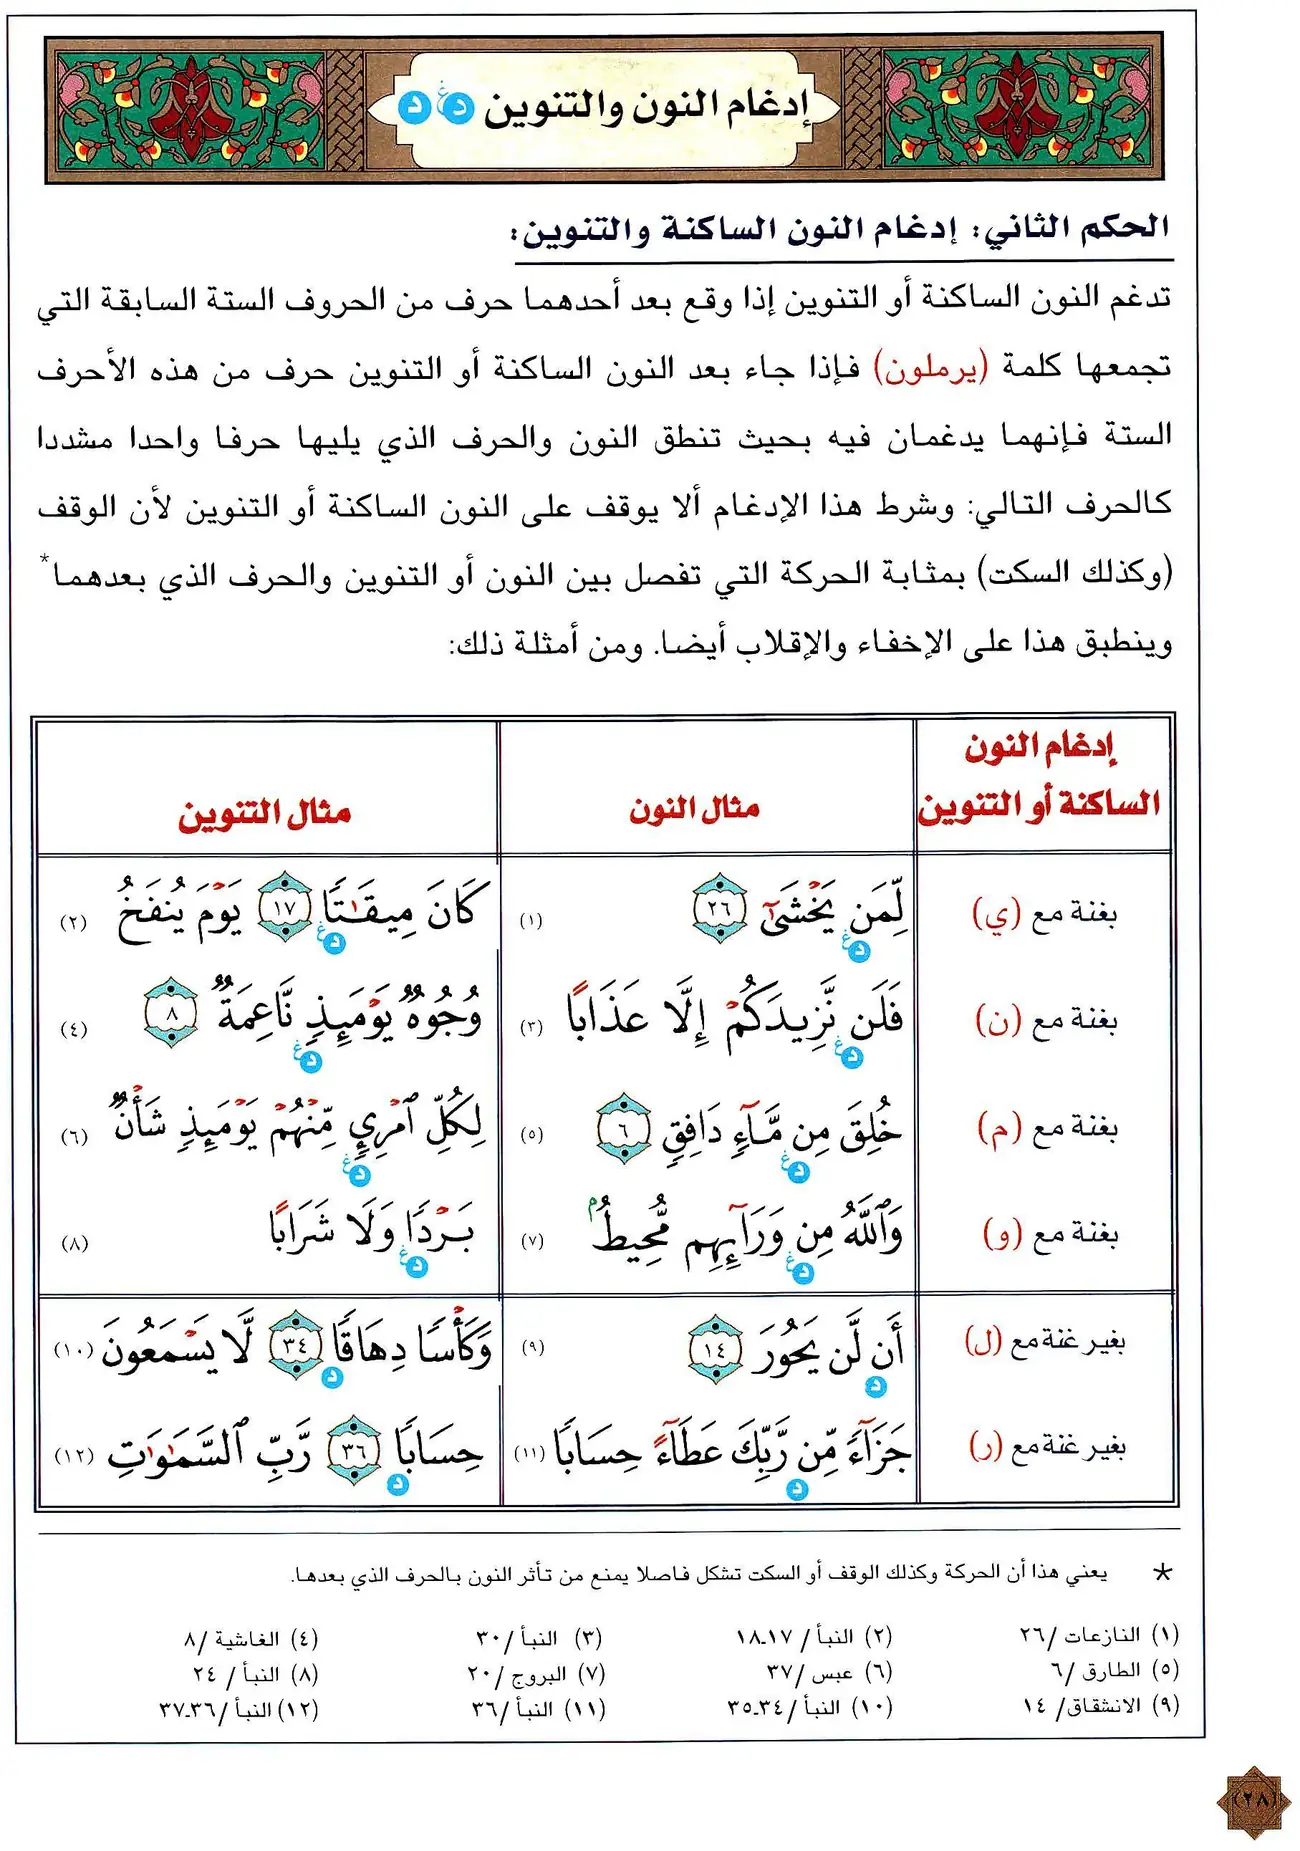 إدغام النون والتنوين دغ د
الحكم الثاني: إدغام النون الساكنة والتنوين:
تدغم النون الساكنة أو التنوين إذا وقع بعد أحدهما حرف من الحروف الستة السابقة التي
تجمعها كلمة (يرملون) فإذا جاء بعد النون الساكنة أو التنوين حرف من هذه الأحرف
الستة فإنهما يدغمان فيه بحيث تنطق النون والحرف الذي يليها حرفا واحدا مشددا
كالحرف التالي: وشرط هذا الإدغام ألا يوقف على النون الساكنة أو التنوين لأن الوقف
(وكذلك السكت) بمثابة الحركة التي تفصل بين النون أو التنوين والحرف الذي بعدهما*
وينطبق هذا على الإخفاء والإقلاب أيضا. ومن أمثلة ذلك:
إدغام النون
الساكنة أو التنوين مثال النون مثال التنوين
بغنة مع (ي) لِّمَن يَخْشَىٰٓ ٢٦ (١) كَانَ مِيقَٰتًا ١٧ يَوْمَ يُنفَخُ (٢)
بغنة مع (ن) فَلَن نَّزِيدَكُمْ إِلَّا عَذَابًا (٣) وُجُوهٌ يَوْمَئِذٍ نَّاعِمَةٌ ٨ (٤)
بغنة مع (م) خُلِقَ مِن مَّآءٍ دَافِقٍ ٦ (٥) لِكُلِّ ٱمْرِئٍ مِّنْهُمْ يَوْمَئِذٍ شَأْنٌ (٦)
بغنة مع (و) وَٱللَّهُ مِن وَرَآئِهِم مُّحِيطٌ (٧) بَرْدًا وَلَا شَرَابًا (٨)
بغير غنة مع (ل) أَن لَّن يَحُورَ ١٤ (٩) وَكَأْسًا دِهَاقًا ٣٤ لَّا يَسْمَعُونَ (١٠)
بغير غنة مع (ر) جَزَآءً مِّن رَّبِّكَ عَطَآءً حِسَابًا (١١) حِسَابًا ٣٦ رَّبِّ ٱلسَّمَٰوَٰتِ (١٢)
* يعني هذا أن الحركة وكذلك الوقف أو السكت تشكل فاصلا يمنع من تأثر النون بالحرف الذي بعدها.
(١) النازعات /٢٦ (٢) النبأ / ١٧-١٨ (٣) النبأ /٣٠ (٤) الغاشية /٨
(٥) الطارق /٦ (٦) عبس /٣٧ (٧) البروج /٢٠ (٨) النبأ / ٢٤
(٩) الانشقاق/ ١٤ (١٠) النبأ /٣٤-٣٥ (١١) النبأ /٣٦ (١٢) النبأ /٣٦-٣٧
(٢٨)